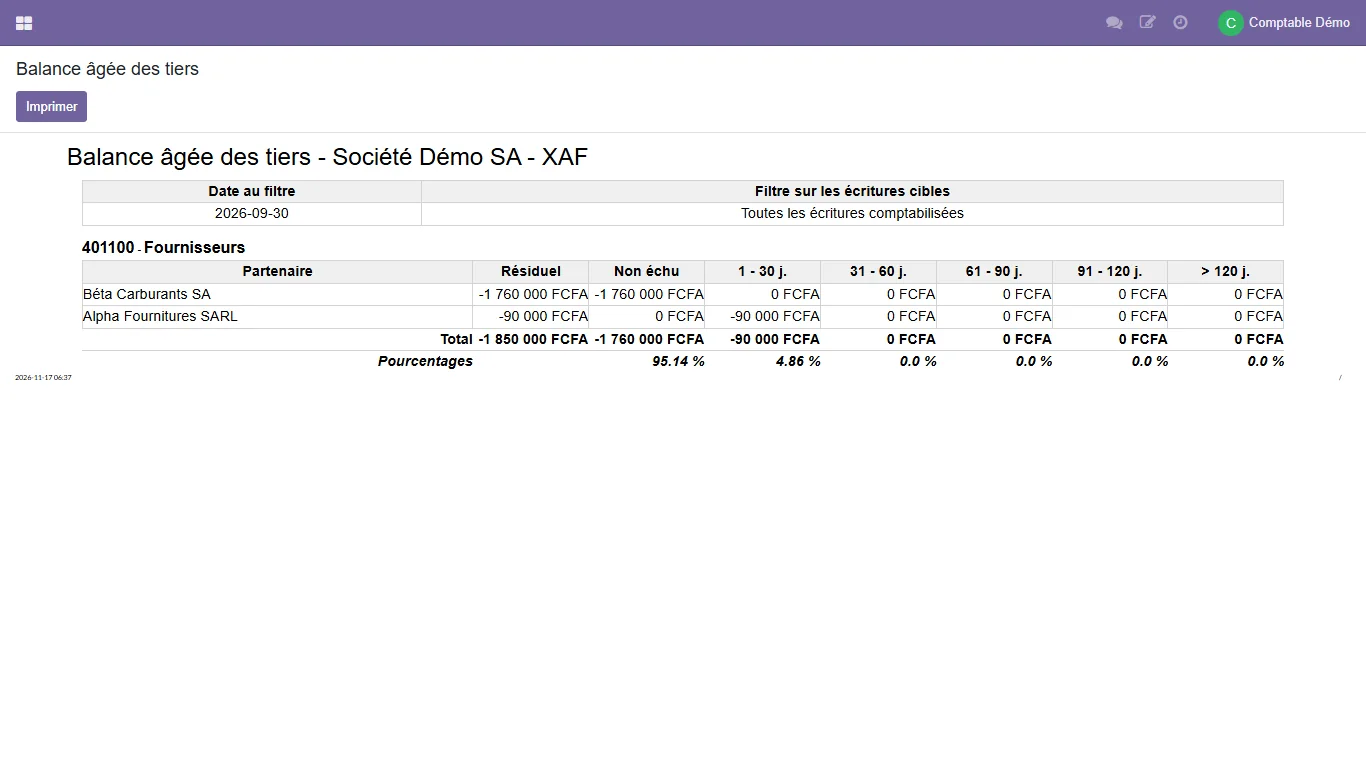 C Comptable Démo
Balance âgée des tiers
Imprimer
Balance âgée des tiers - Société Démo SA - XAF
Date au filtre Filtre sur les écritures cibles
2026-09-30 Toutes les écritures comptabilisées
401100 - Fournisseurs
Partenaire Résiduel Non échu 1 - 30 j. 31 - 60 j. 61 - 90 j. 91 - 120 j. > 120 j.
Béta Carburants SA -1 760 000 FCFA -1 760 000 FCFA 0 FCFA 0 FCFA 0 FCFA 0 FCFA 0 FCFA
Alpha Fournitures SARL -90 000 FCFA 0 FCFA -90 000 FCFA 0 FCFA 0 FCFA 0 FCFA 0 FCFA
Total -1 850 000 FCFA -1 760 000 FCFA -90 000 FCFA 0 FCFA 0 FCFA 0 FCFA 0 FCFA
Pourcentages 95.14 % 4.86 % 0.0 % 0.0 % 0.0 % 0.0 %
2026-11-17 06:37 /